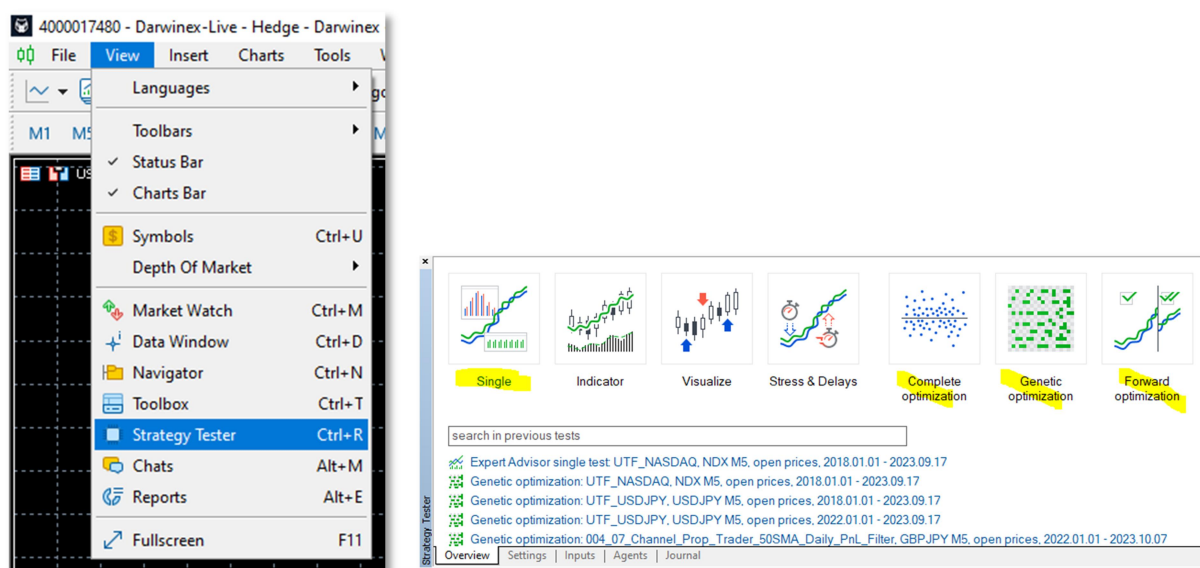 4000017480 - Darwinex-Live - Hedge - Darwinex
File View Insert Charts Tools
Languages
M1
Toolbars
Status Bar
Charts Bar
Symbols Ctrl+U
Depth Of Market
Market Watch Ctrl+M
Data Window Ctrl+D
Navigator Ctrl+N
Toolbox Ctrl+T
Strategy Tester Ctrl+R
Chats Alt+M
Reports Alt+E
Fullscreen F11
Single Indicator Visualize Stress & Delays Complete optimization Genetic optimization Forward optimization
search in previous tests
Expert Advisor single test: UTF_NASDAQ, NDX M5, open prices, 2018.01.01 - 2023.09.17
Genetic optimization: UTF_NASDAQ, NDX M5, open prices, 2018.01.01 - 2023.09.17
Genetic optimization: UTF_USDJPY, USDJPY M5, open prices, 2018.01.01 - 2023.09.17
Genetic optimization: UTF_USDJPY, USDJPY M5, open prices, 2022.01.01 - 2023.09.17
Genetic optimization: 004_07_Channel_Prop_Trader_50SMA_Daily_PnL_Filter, GBPJPY M5, open prices, 2022.01.01 - 2023.10.07
Strategy Tester
Overview Settings Inputs Agents Journal